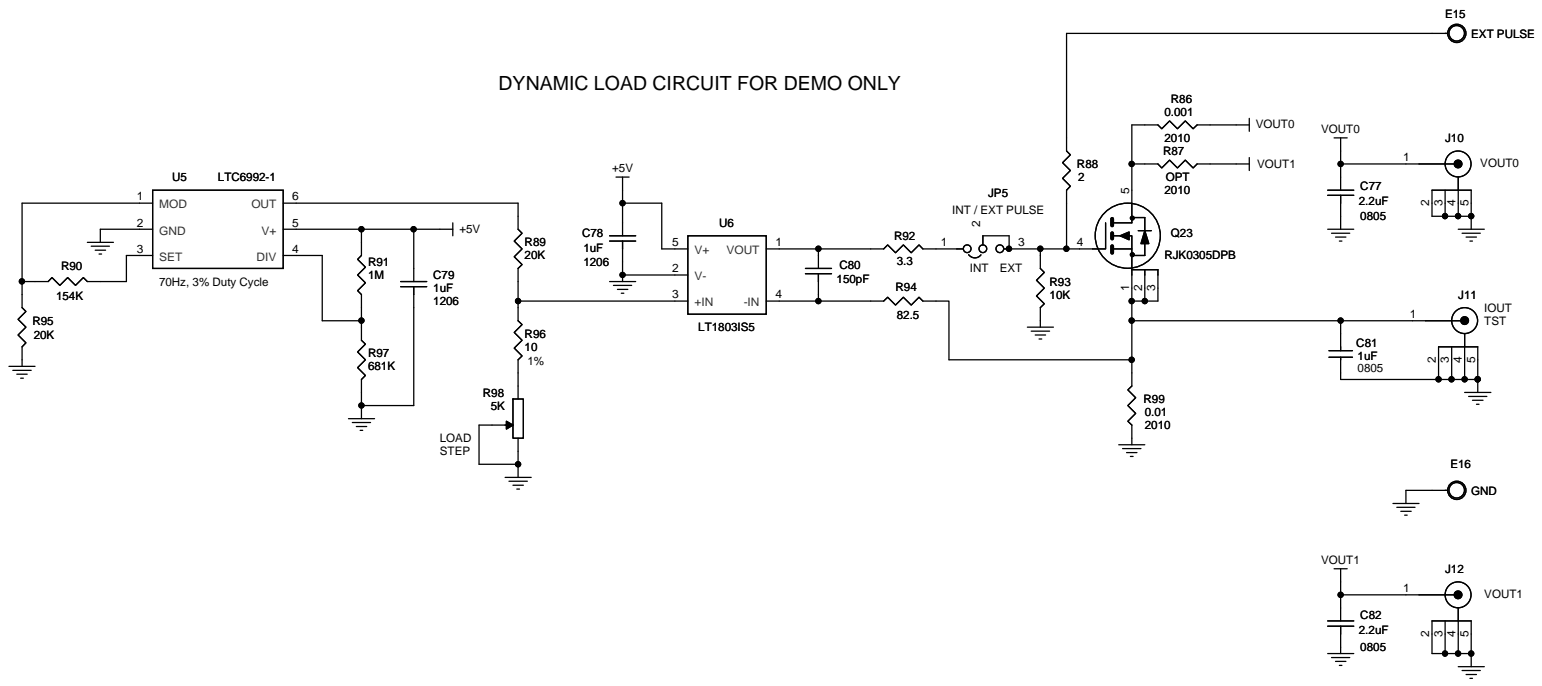 E15
EXT PULSE
DYNAMIC LOAD CIRCUIT FOR DEMO ONLY
R86
0.001
2010
VOUT0
R87
OPT
2010
VOUT1
R88
2
VOUT0
J10
1
VOUT0
C77
2.2uF
0805
2 3 4 5
U5
LTC6992-1
1
MOD
OUT
6
2
GND
V+
5
+5V
3
SET
DIV
4
70Hz, 3% Duty Cycle
R90
154K
R95
20K
R91
1M
C79
1uF
1206
R97
681K
R89
20K
R96
10
1%
R98
5K
LOAD
STEP
+5V
C78
1uF
1206
U6
5
V+
VOUT
1
2
V-
3
+IN
-IN
4
LT1803IS5
C80
150pF
R92
3.3
R94
82.5
JP5
INT / EXT PULSE
1
2
3
INT
EXT
R93
10K
5
4
Q23
RJK0305DPB
1 2 3
R99
0.01
2010
J11
1
IOUT
TST
C81
1uF
0805
2 3 4 5
E16
GND
VOUT1
J12
1
VOUT1
C82
2.2uF
0805
2 3 4 5